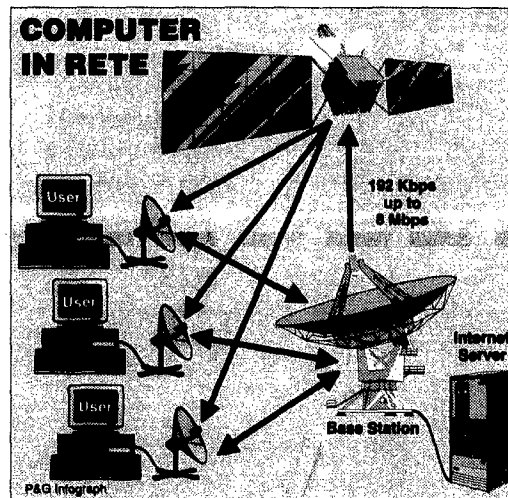 COMPUTER
IN RETE
192 Kbps
up to
8 Mbps
User
User
User
Internet
Server
Base Station
P&G Infograph